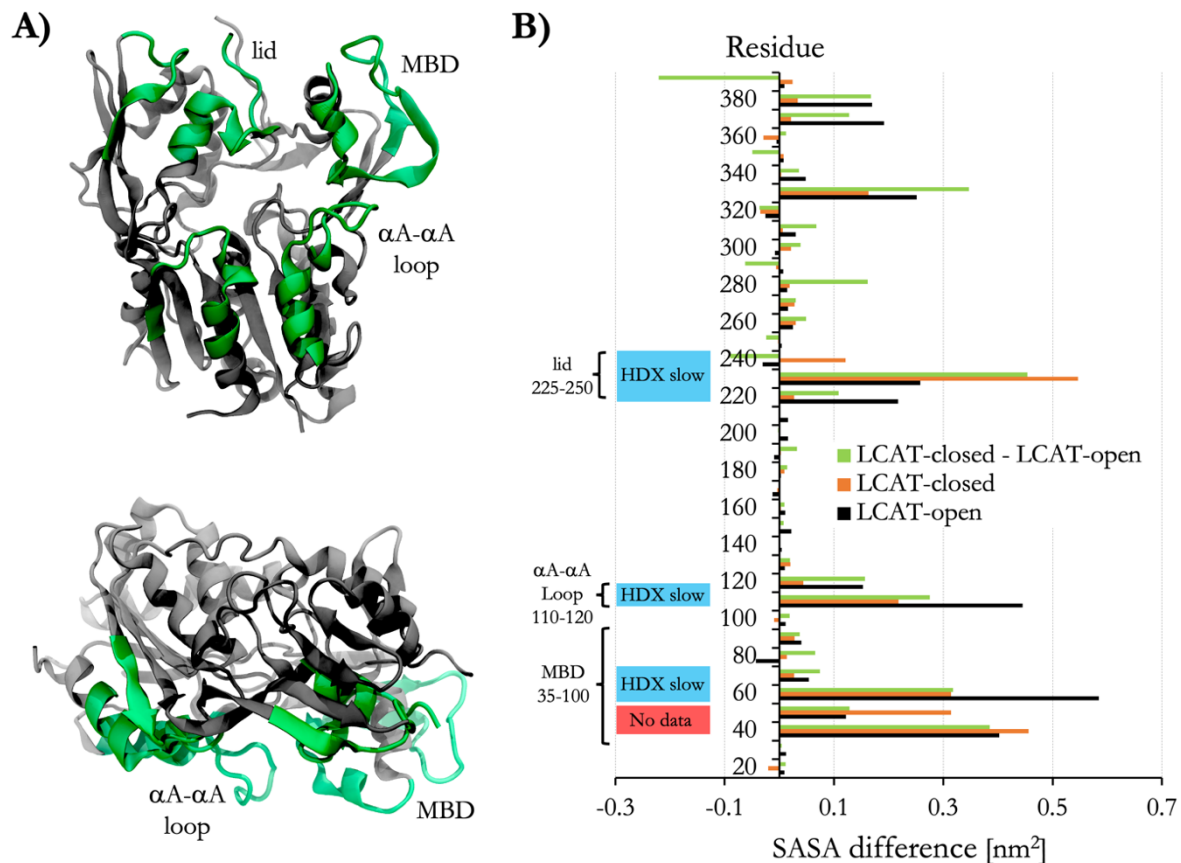 A)
lid
MBD
αA-αA
loop
αA-αA
loop
MBD
B)
Residue
380
360
340
320
300
280
260
240
220
200
180
160
140
120
100
80
60
40
20
lid
225-250
HDX slow
αA-αA
Loop
110-120
HDX slow
MBD
35-100
HDX slow
No data
LCAT-closed - LCAT-open
LCAT-closed
LCAT-open
-0.3 -0.1 0.1 0.3 0.5 0.7
SASA difference [nm²]